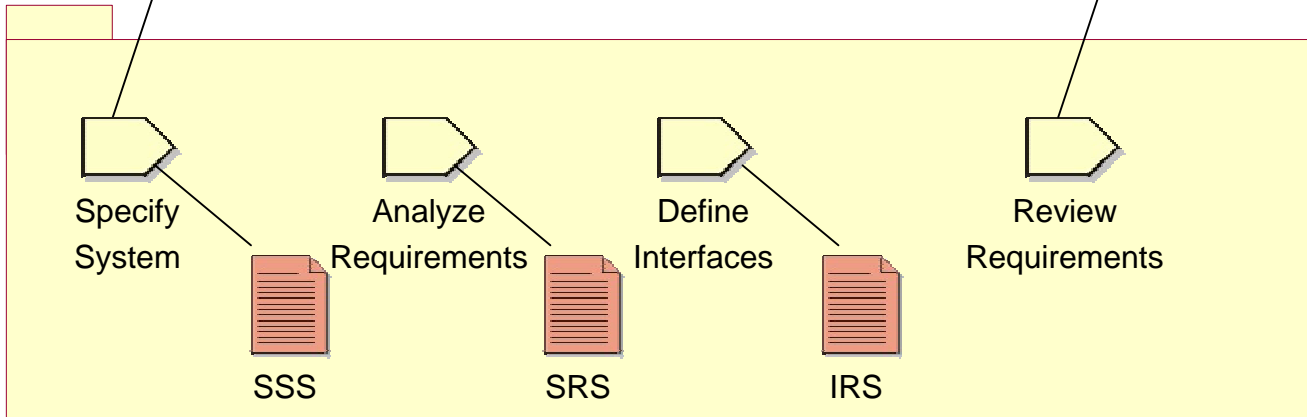 Specify
System
Analyze
Requirements
Define
Interfaces
Review
Requirements
SSS
SRS
IRS